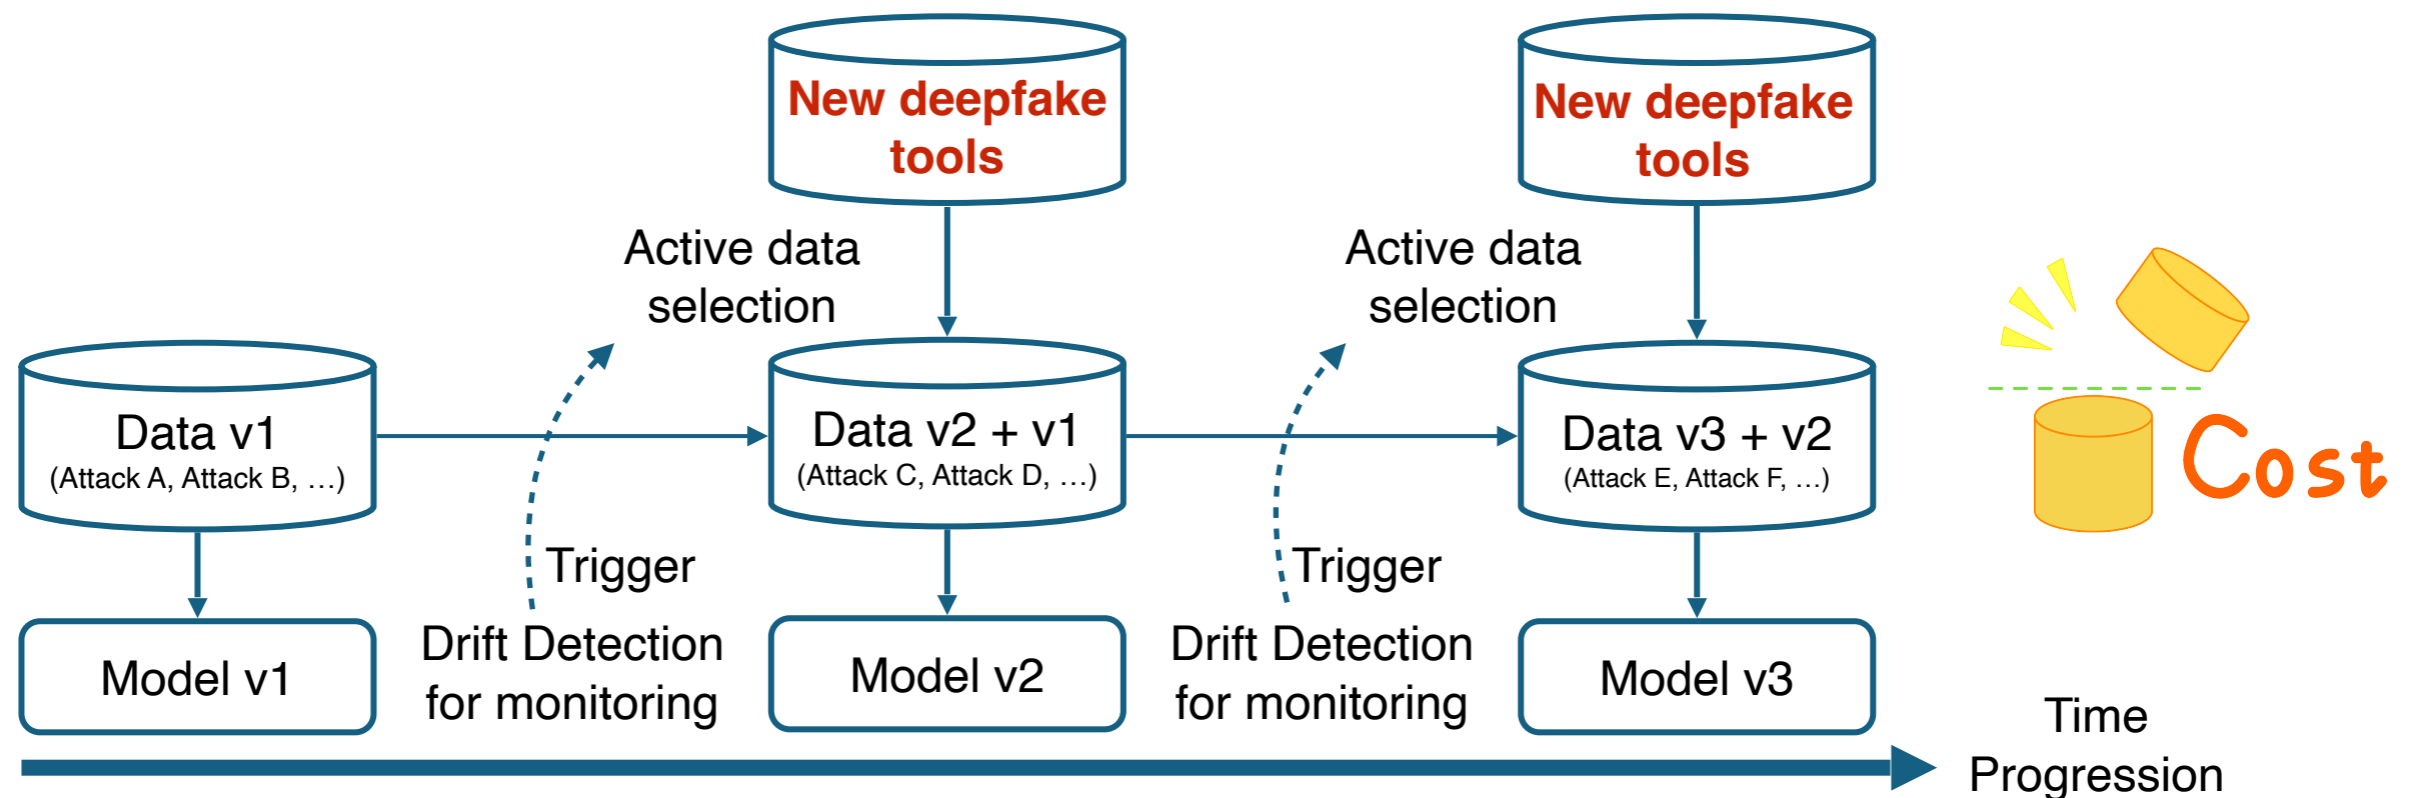 New deepfake
tools
New deepfake
tools
Active data
selection
Active data
selection
Data v1
(Attack A, Attack B, …)
Data v2 + v1
(Attack C, Attack D, …)
Data v3 + v2
(Attack E, Attack F, …)
Cost
Trigger
Trigger
Drift Detection
for monitoring
Drift Detection
for monitoring
Model v1
Model v2
Model v3
Time
Progression